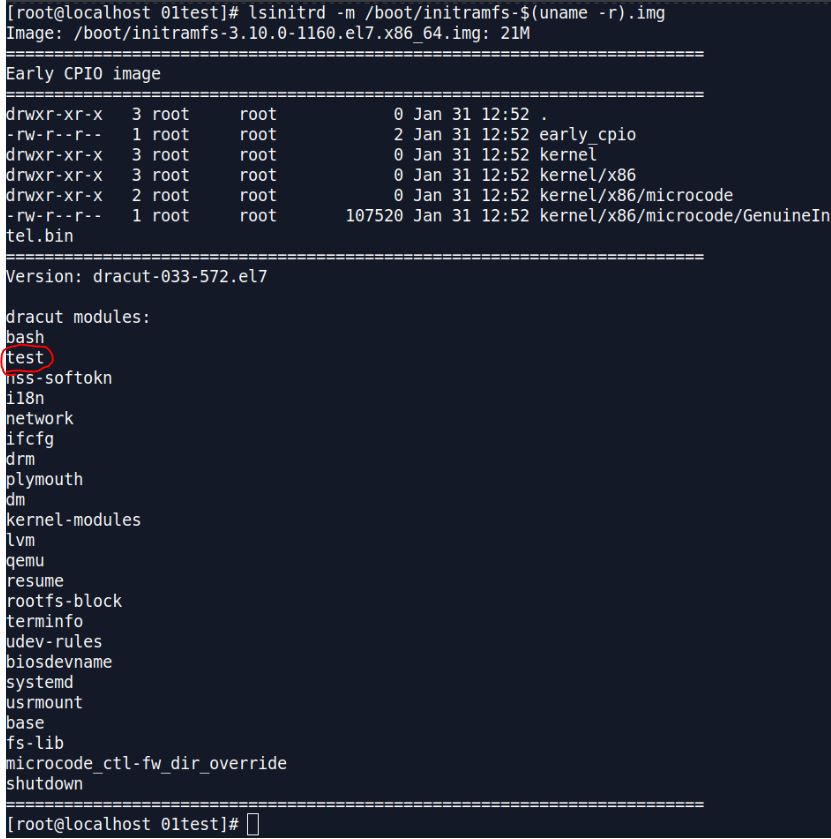 [root@localhost 01test]# lsinitrd -m /boot/initramfs-$(uname -r).img
Image: /boot/initramfs-3.10.0-1160.el7.x86_64.img: 21M
========================================================================
Early CPIO image
========================================================================
drwxr-xr-x   3 root     root            0 Jan 31 12:52 .
-rw-r--r--   1 root     root            2 Jan 31 12:52 early_cpio
drwxr-xr-x   3 root     root            0 Jan 31 12:52 kernel
drwxr-xr-x   3 root     root            0 Jan 31 12:52 kernel/x86
drwxr-xr-x   2 root     root            0 Jan 31 12:52 kernel/x86/microcode
-rw-r--r--   1 root     root       107520 Jan 31 12:52 kernel/x86/microcode/GenuineIn
tel.bin
========================================================================
Version: dracut-033-572.el7
dracut modules:
bash
test
nss-softokn
i18n
network
ifcfg
drm
plymouth
dm
kernel-modules
lvm
qemu
resume
rootfs-block
terminfo
udev-rules
biosdevname
systemd
usrmount
base
fs-lib
microcode_ctl-fw_dir_override
shutdown
========================================================================
[root@localhost 01test]#